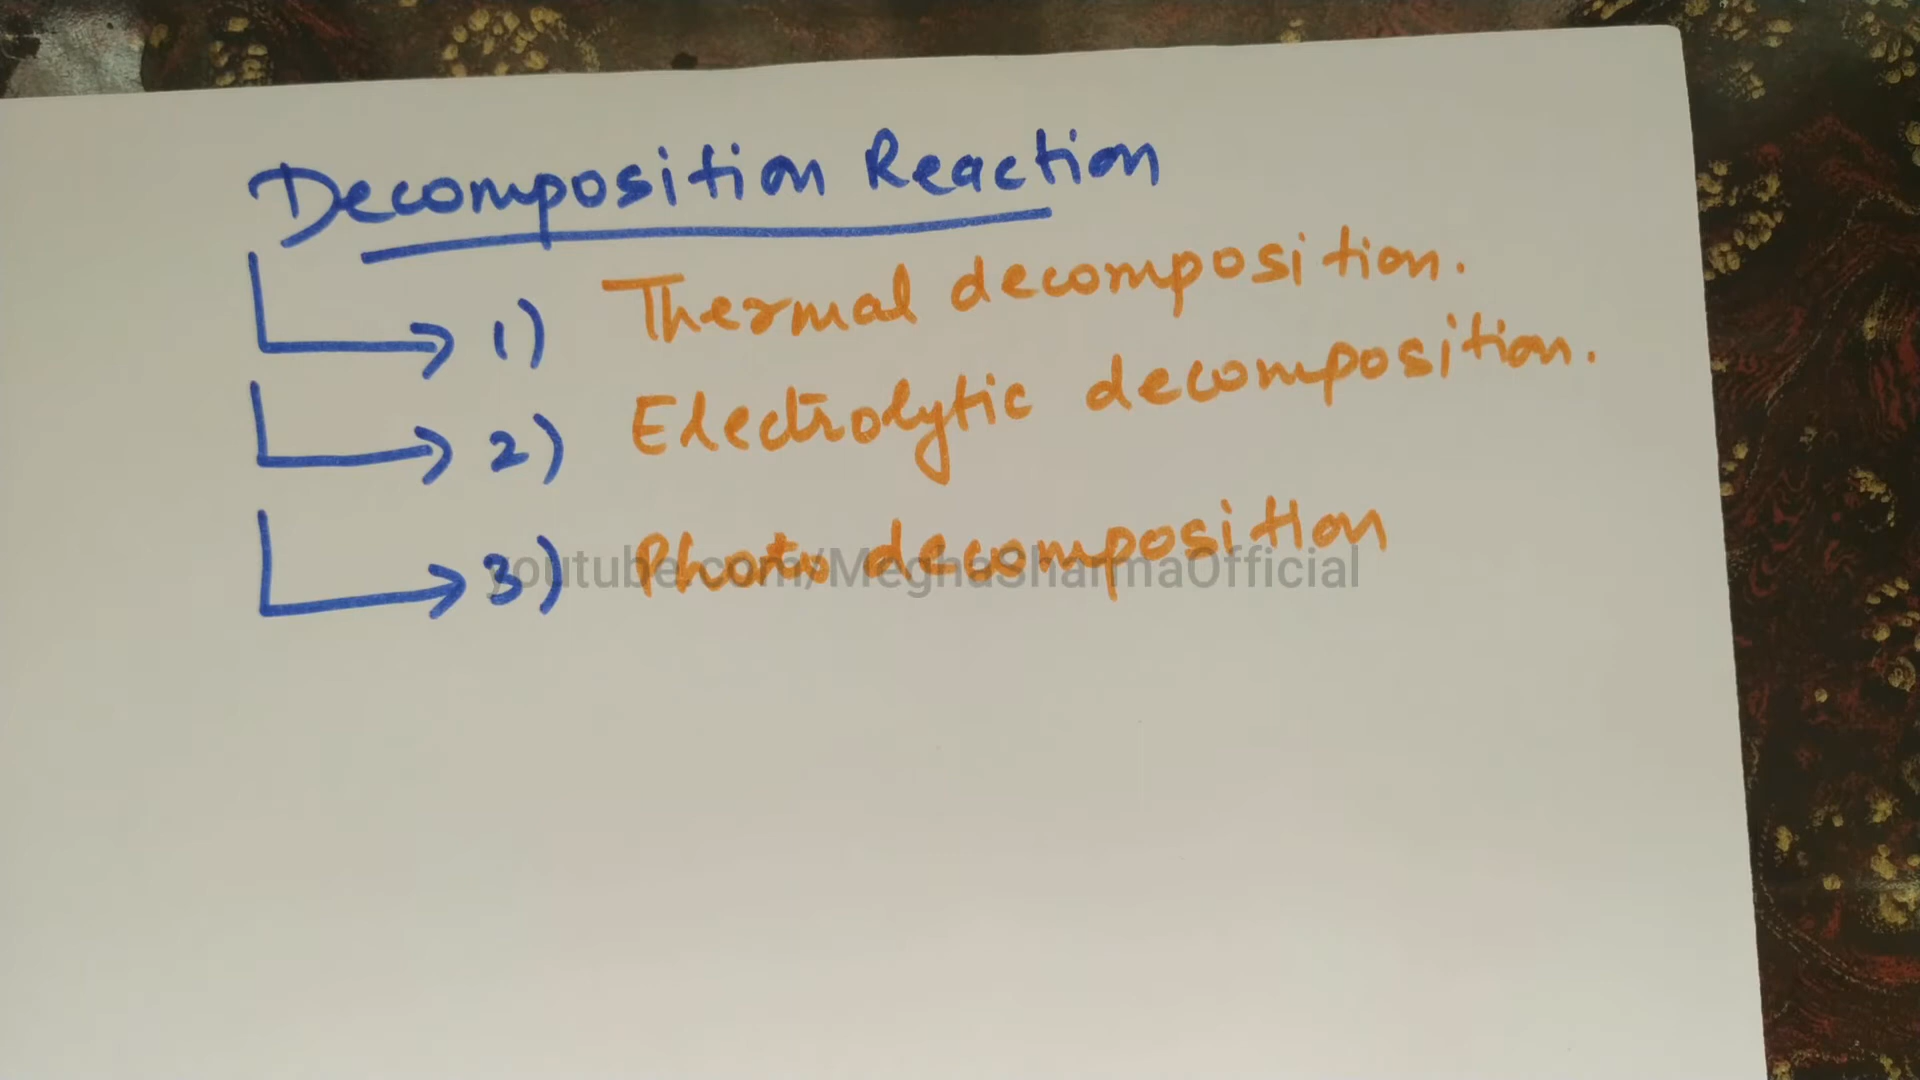 Decomposition Reaction
1) Thermal decomposition.
2) Electrolytic decomposition.
3) Photo decomposition
youtube.com/MeghaSharmaOfficial